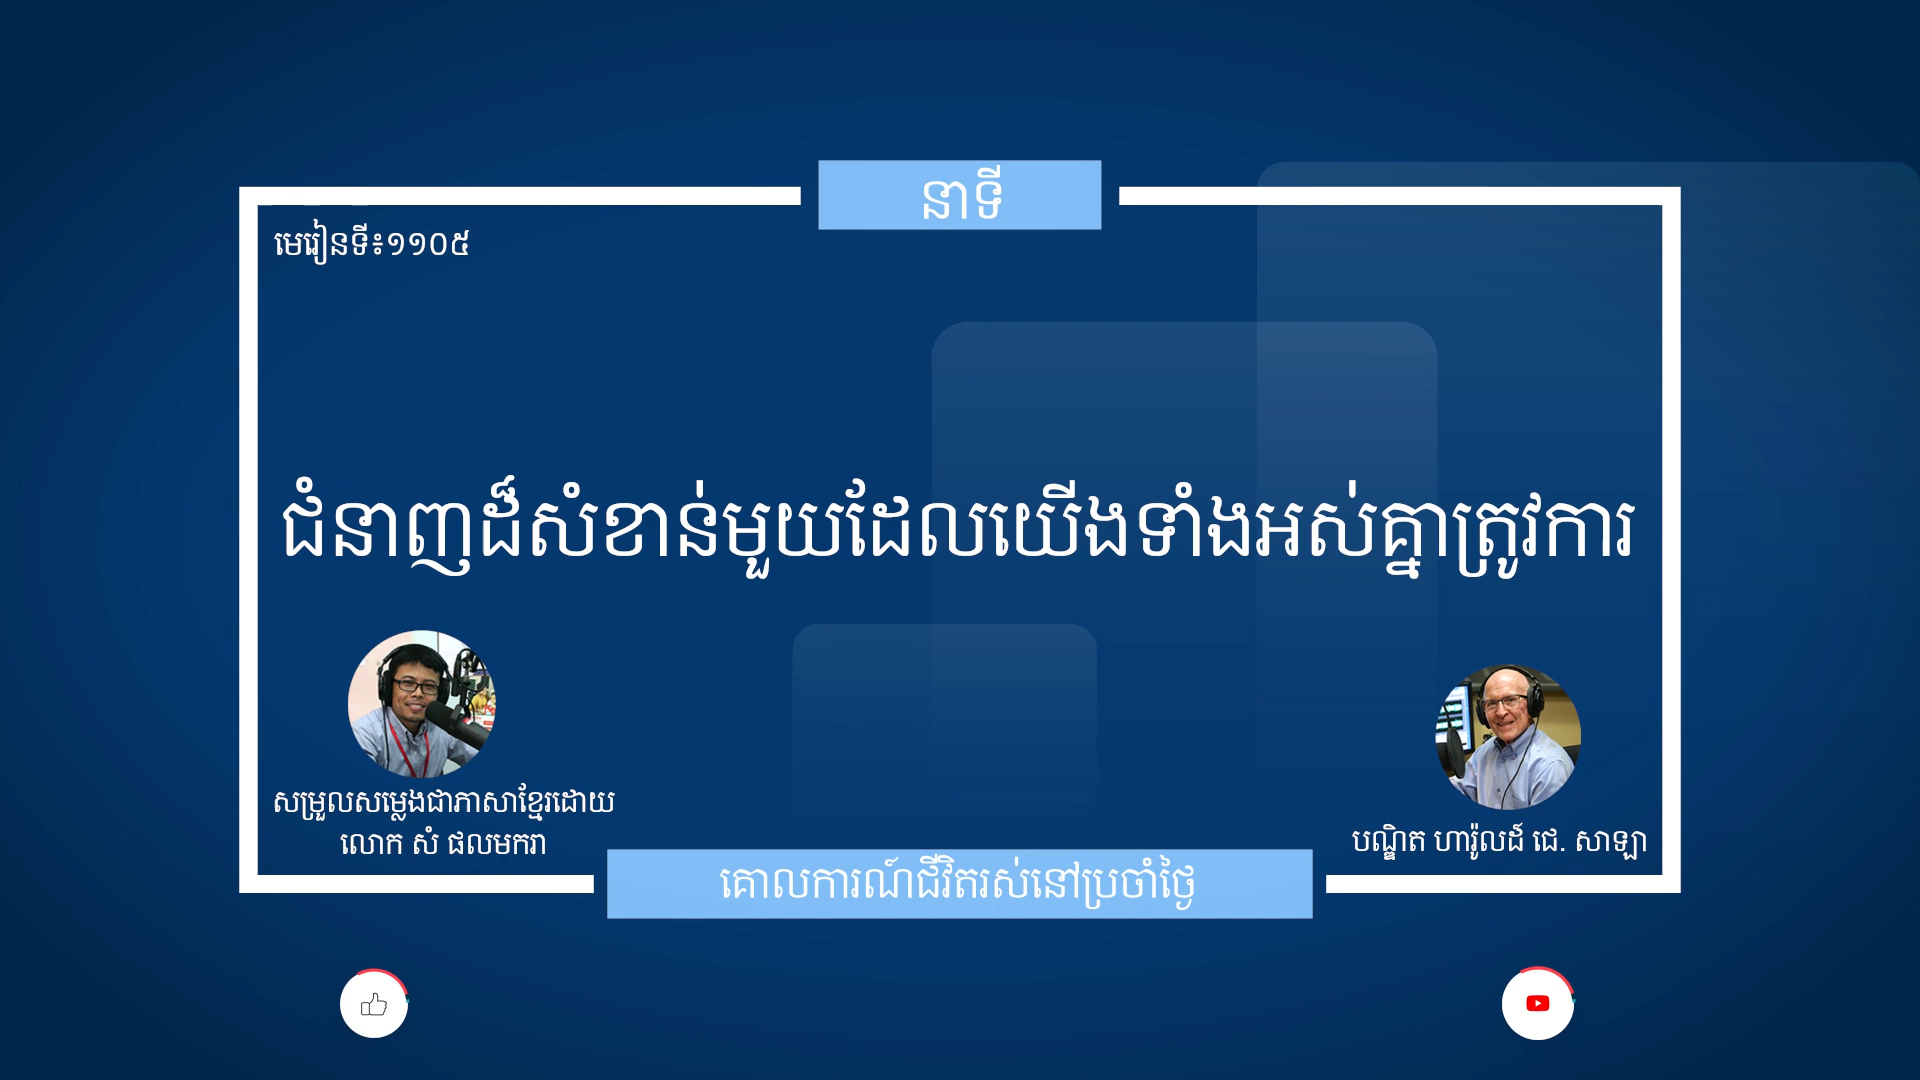 នាទី
មេរៀនទី៖១១០៥
ជំនាញដ៏សំខាន់មួយដែលយើងទាំងអស់គ្នាត្រូវការ
សម្រួលសម្លេងជាភាសាខ្មែរដោយ
លោក សំ ផលមករា
បណ្ឌិត ហារ៉ូលដ៍ ជេ. សាឡា
គោលការណ៍ជីវិតរស់នៅប្រចាំថ្ងៃ